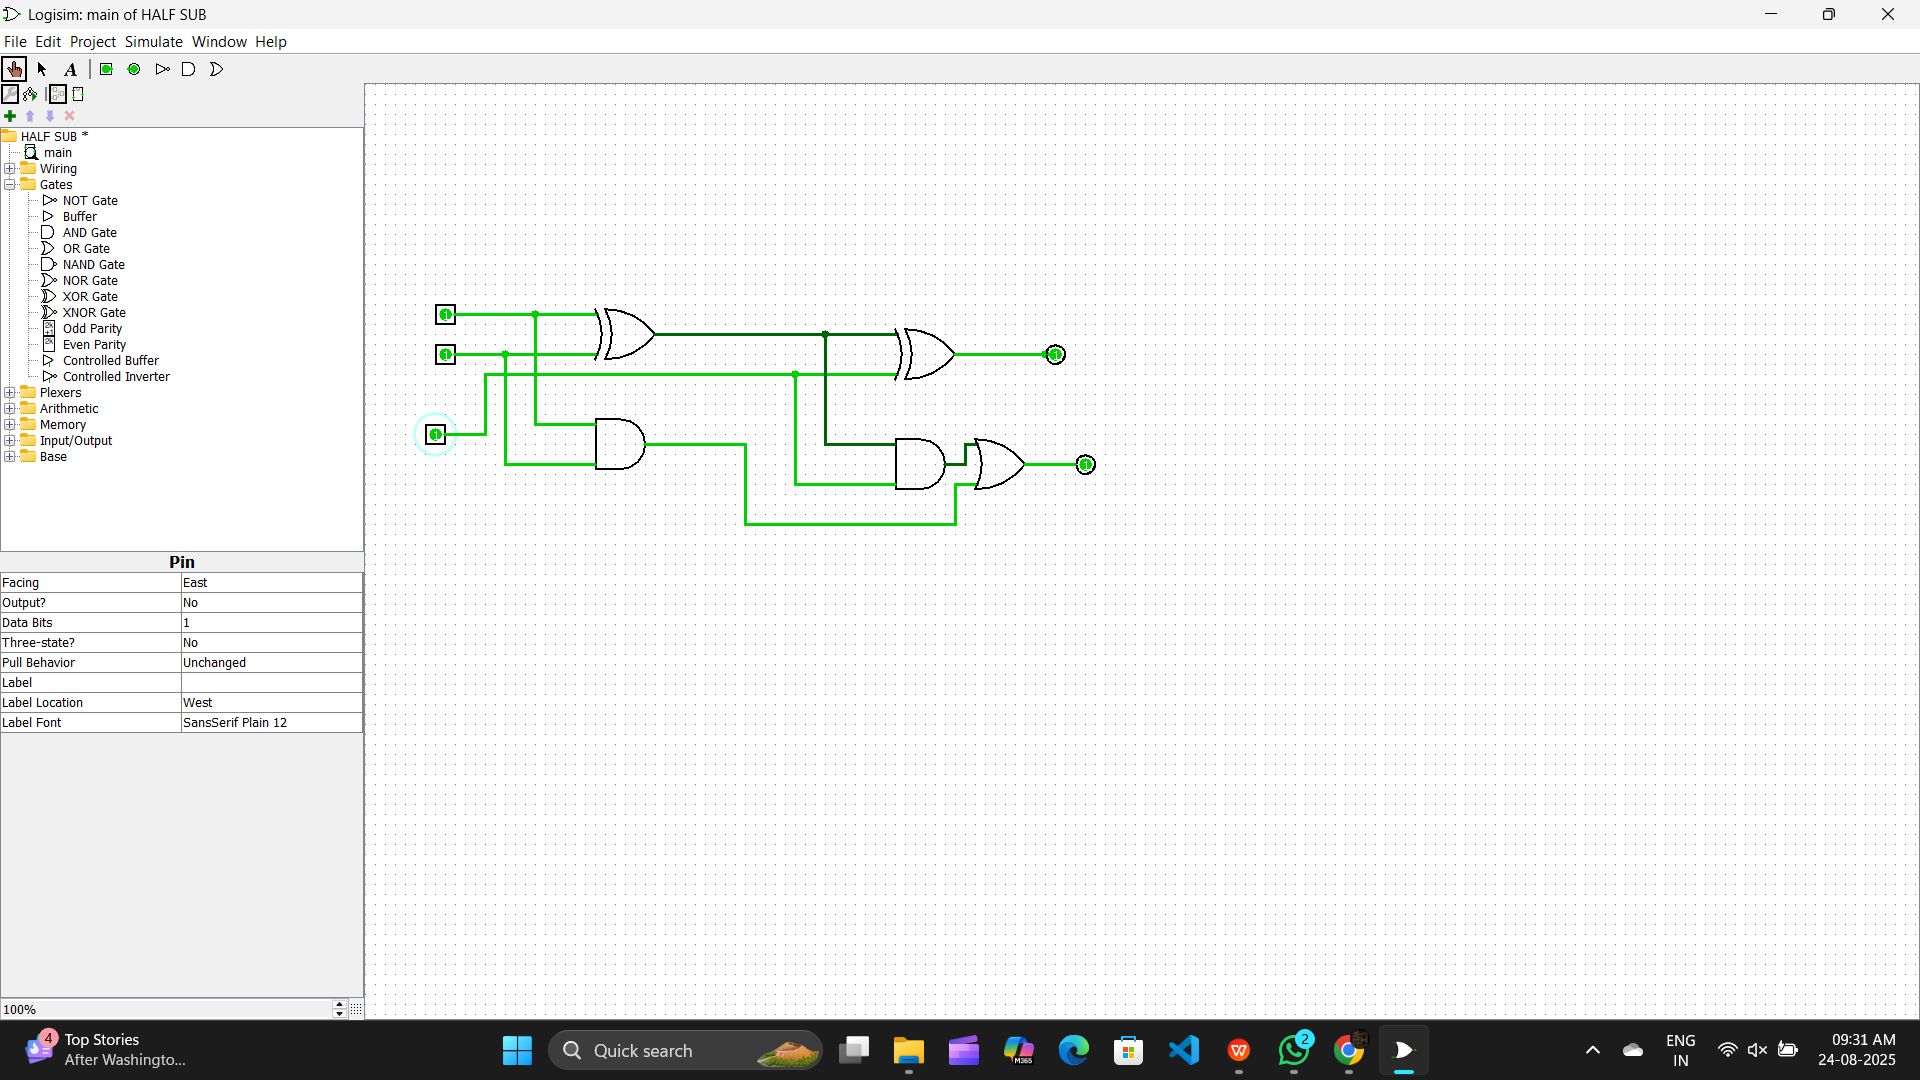 Logisim: main of HALF SUB
File Edit Project Simulate Window Help
A
HALF SUB *
main
Wiring
Gates
NOT Gate
Buffer
AND Gate
OR Gate
NAND Gate
NOR Gate
XOR Gate
XNOR Gate
Odd Parity
Even Parity
Controlled Buffer
Controlled Inverter
Plexers
Arithmetic
Memory
Input/Output
Base
1
1
1
1
1
Pin
Facing East
Output? No
Data Bits 1
Three-state? No
Pull Behavior Unchanged
Label
Label Location West
Label Font SansSerif Plain 12
100%
4
Top Stories
After Washingto...
Quick search
M365
2
ENG
IN
09:31 AM
24-08-2025